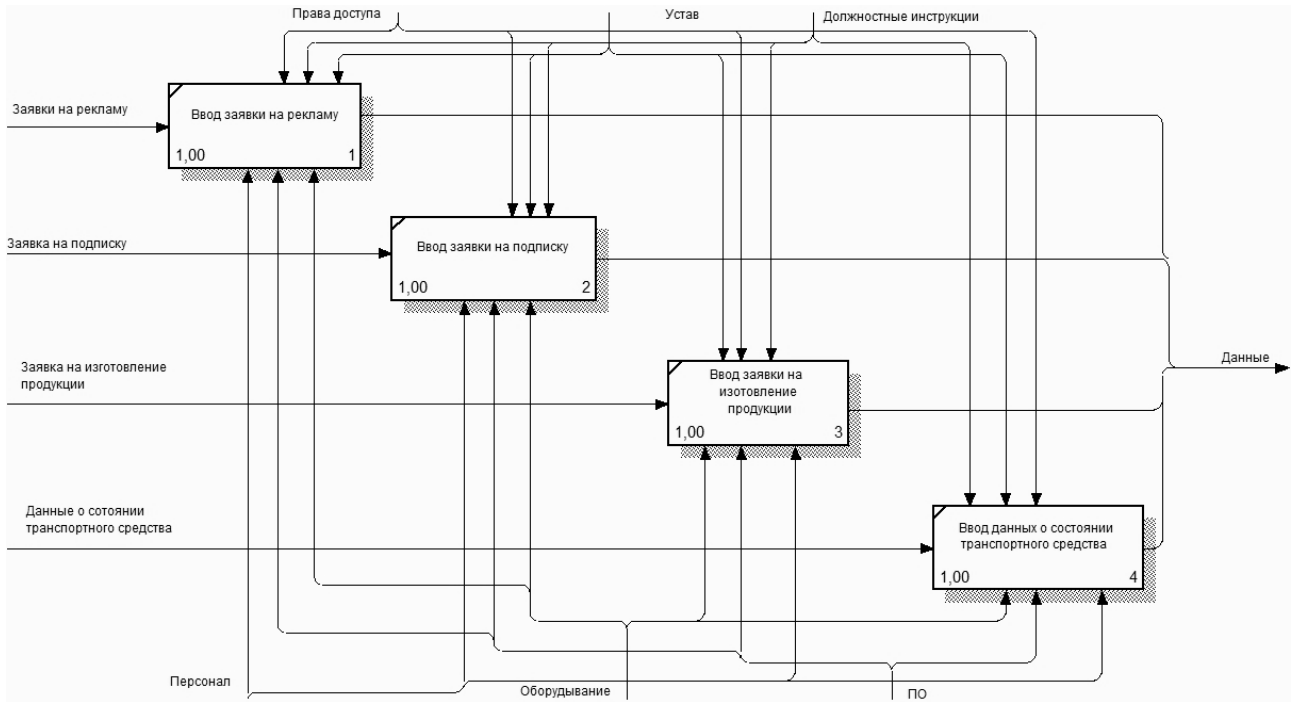 Права доступа
Устав
Должностные инструкции
Заявки на рекламу
Ввод заявки на рекламу
1,00 1
Заявка на подписку
Ввод заявки на подписку
1,00 2
Заявка на изготовление
продукции
Ввод заявки на
изотовление
продукции
1,00 3
Данные
Данные о сотоянии
транспортного средства
Ввод данных о состоянии
транспортного средства
1,00 4
Персонал
Оборудывание
ПО